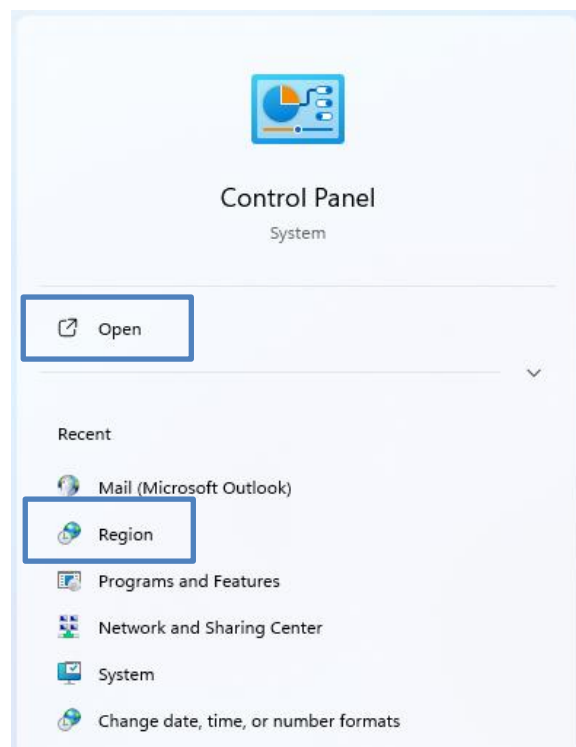 Control Panel
System
Open
Recent
Mail (Microsoft Outlook)
Region
Programs and Features
Network and Sharing Center
System
Change date, time, or number formats